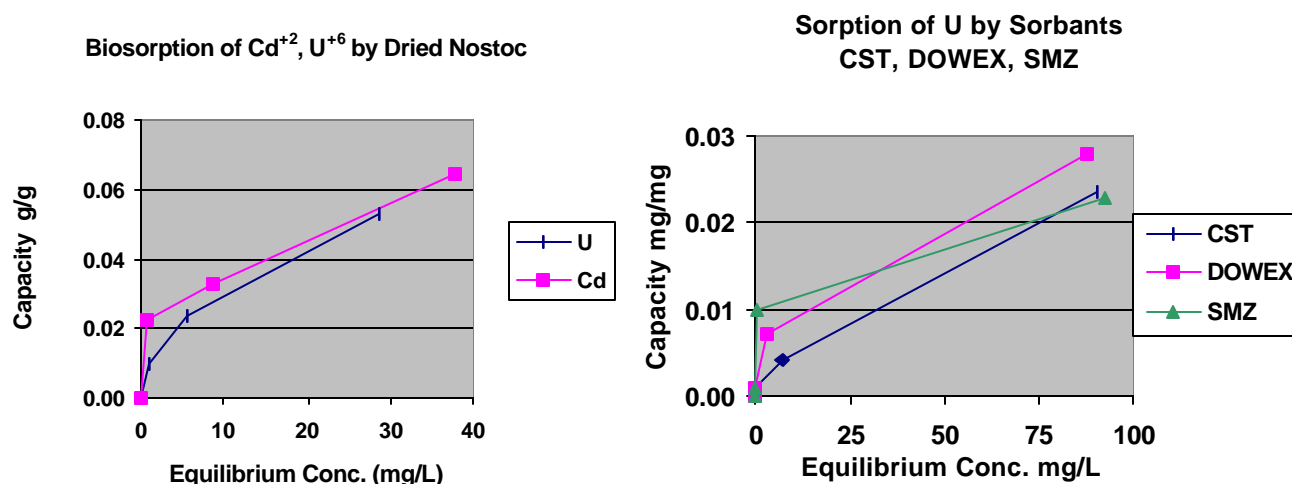 Biosorption of Cd⁺², U⁺⁶ by Dried Nostoc
Capacity g/g
0.08
0.06
0.04
0.02
0.00
0 10 20 30 40
Equilibrium Conc. (mg/L)
U
Cd
Sorption of U by Sorbants
CST, DOWEX, SMZ
Capacity mg/mg
0.03
0.02
0.01
0.00
0 25 50 75 100
Equilibrium Conc. mg/L
CST
DOWEX
SMZ